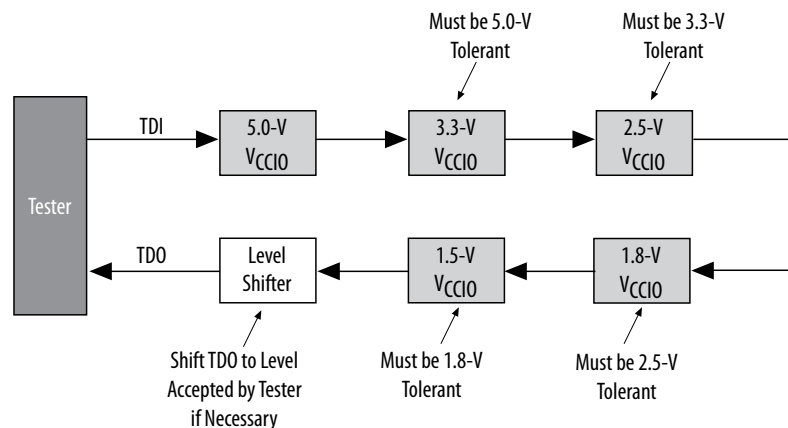 Must be 5.0-V
Tolerant
Must be 3.3-V
Tolerant
Tester
TDI
5.0-V
VCCIO
3.3-V
VCCIO
2.5-V
VCCIO
TDO
Level
Shifter
1.5-V
VCCIO
1.8-V
VCCIO
Shift TDO to Level
Accepted by Tester
if Necessary
Must be 1.8-V
Tolerant
Must be 2.5-V
Tolerant